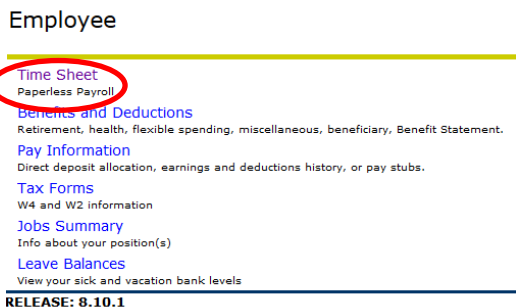 Employee
Time Sheet
Paperless Payroll
Benefits and Deductions
Retirement, health, flexible spending, miscellaneous, beneficiary, Benefit Statement.
Pay Information
Direct deposit allocation, earnings and deductions history, or pay stubs.
Tax Forms
W4 and W2 information
Jobs Summary
Info about your position(s)
Leave Balances
View your sick and vacation bank levels
RELEASE: 8.10.1